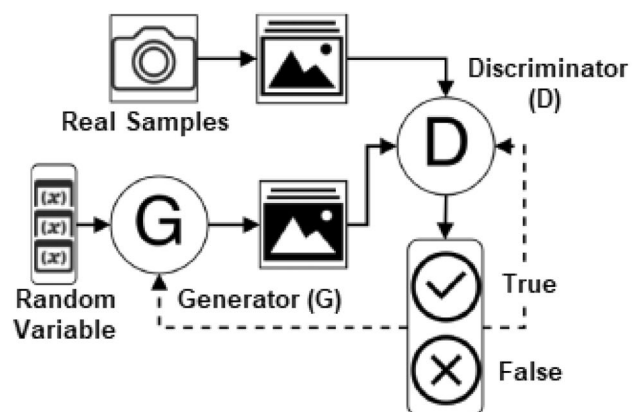 Real Samples
Discriminator
(D)
D
(x)
(x)
(x)
G
Random
Variable
Generator (G)
True
False